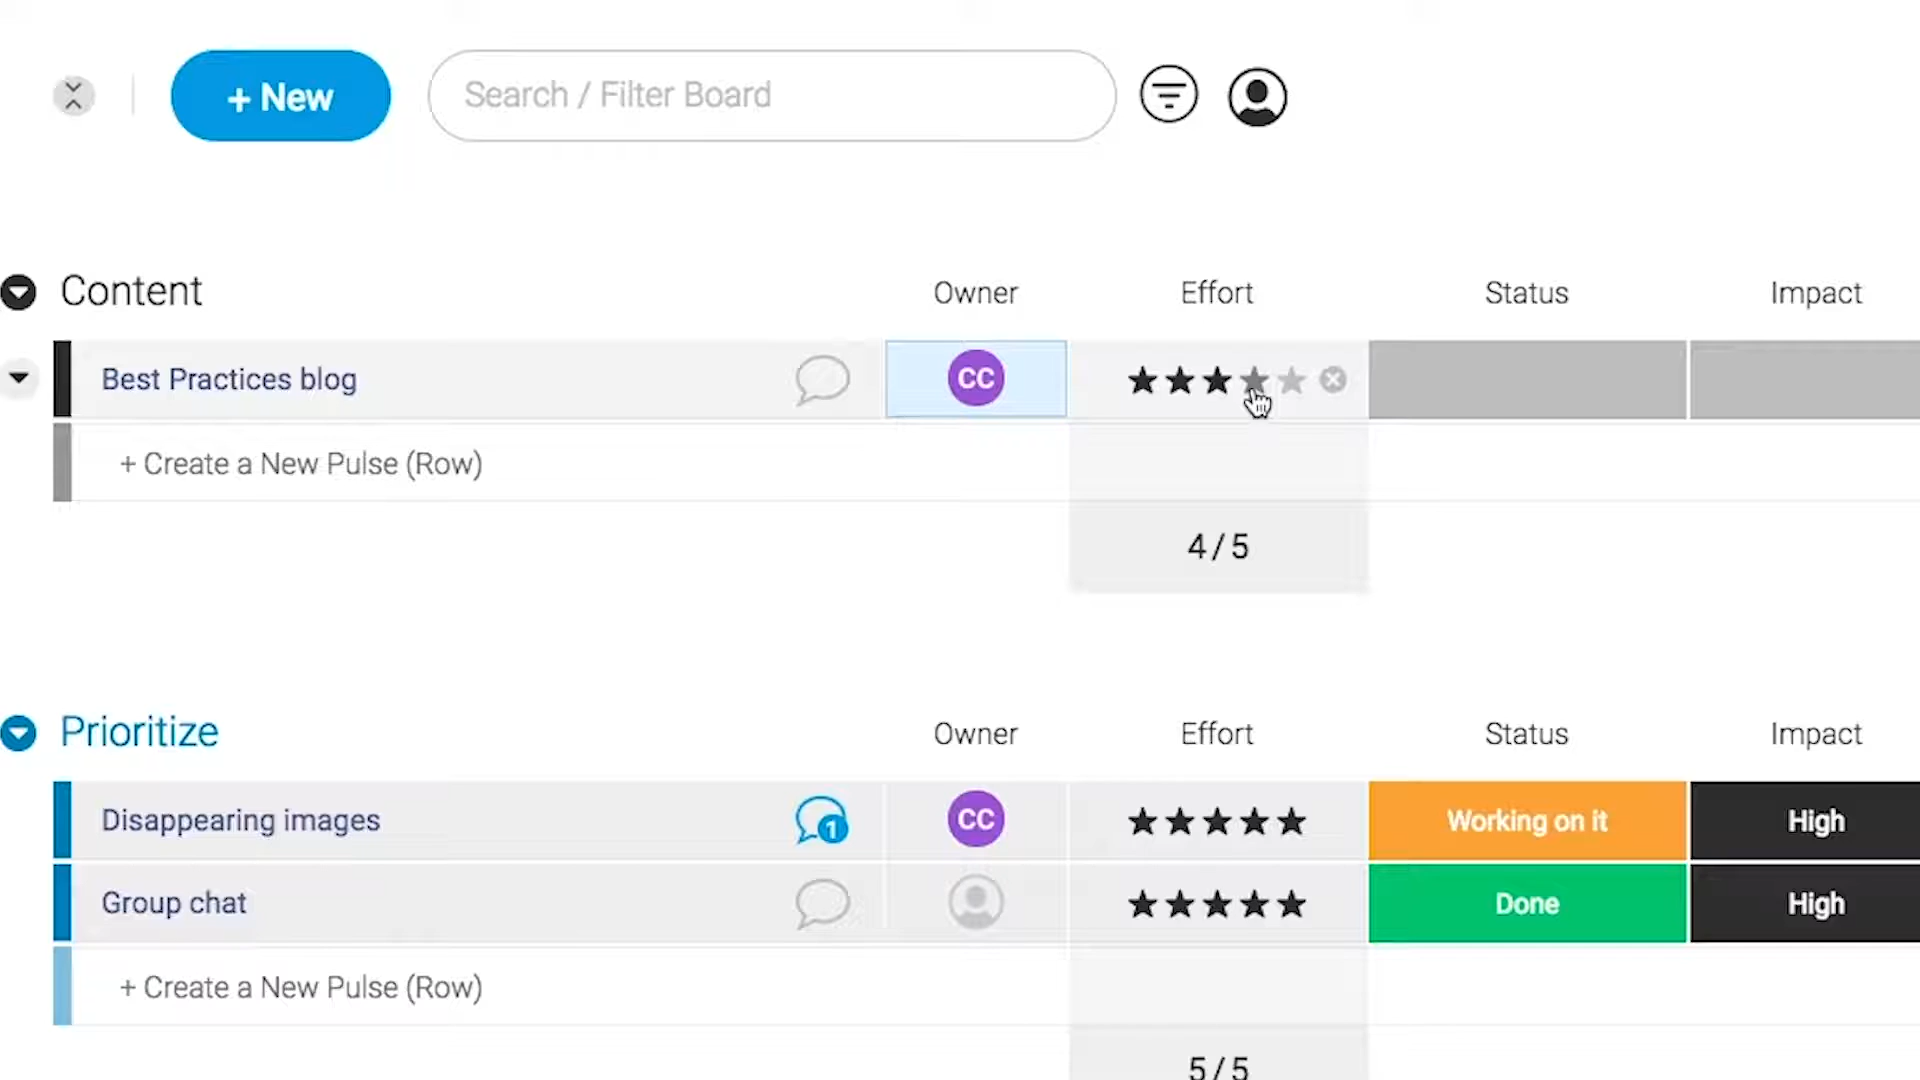 + New
Search / Filter Board
Content Owner Effort Status Impact
Best Practices blog CC
+ Create a New Pulse (Row)
4 / 5
Prioritize Owner Effort Status Impact
Disappearing images 1 CC Working on it High
Group chat Done High
+ Create a New Pulse (Row)
5 / 5